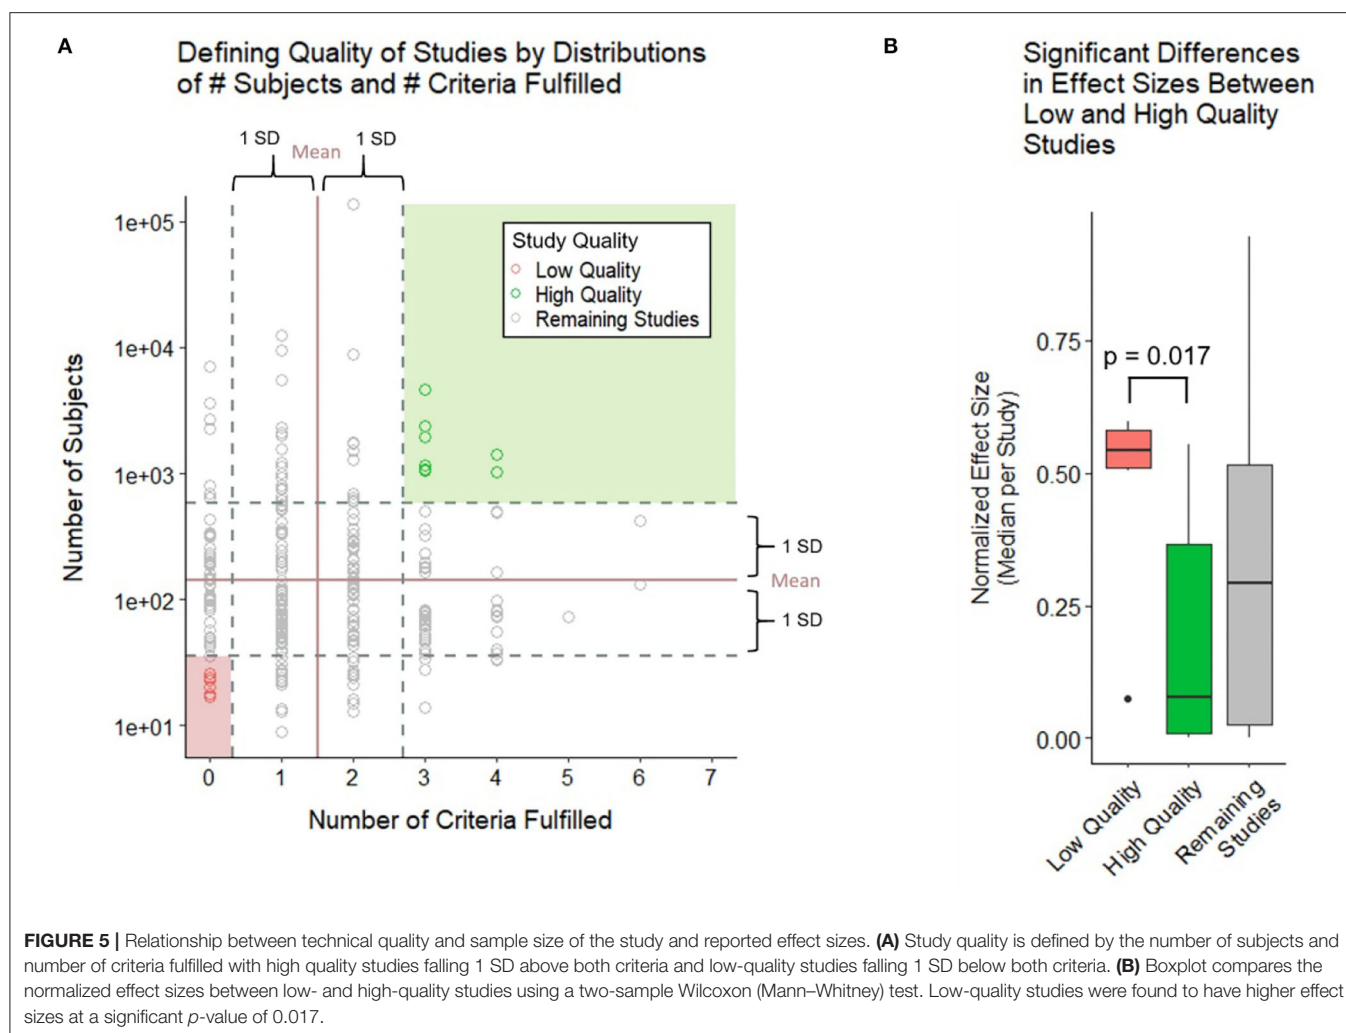 A
Defining Quality of Studies by Distributions
of # Subjects and # Criteria Fulfilled
1 SD
Mean
1 SD
Number of Subjects
1e+05
1e+04
1e+03
1e+02
1e+01
Study Quality
Low Quality
High Quality
Remaining Studies
1 SD
Mean
1 SD
0 1 2 3 4 5 6 7
Number of Criteria Fulfilled
B
Significant Differences
in Effect Sizes Between
Low and High Quality
Studies
Normalized Effect Size
(Median per Study)
0.75
0.50
0.25
0.00
p = 0.017
Low Quality
High Quality
Remaining
Studies
FIGURE 5 | Relationship between technical quality and sample size of the study and reported effect sizes. (A) Study quality is defined by the number of subjects and
number of criteria fulfilled with high quality studies falling 1 SD above both criteria and low-quality studies falling 1 SD below both criteria. (B) Boxplot compares the
normalized effect sizes between low- and high-quality studies using a two-sample Wilcoxon (Mann–Whitney) test. Low-quality studies were found to have higher effect
sizes at a significant p-value of 0.017.